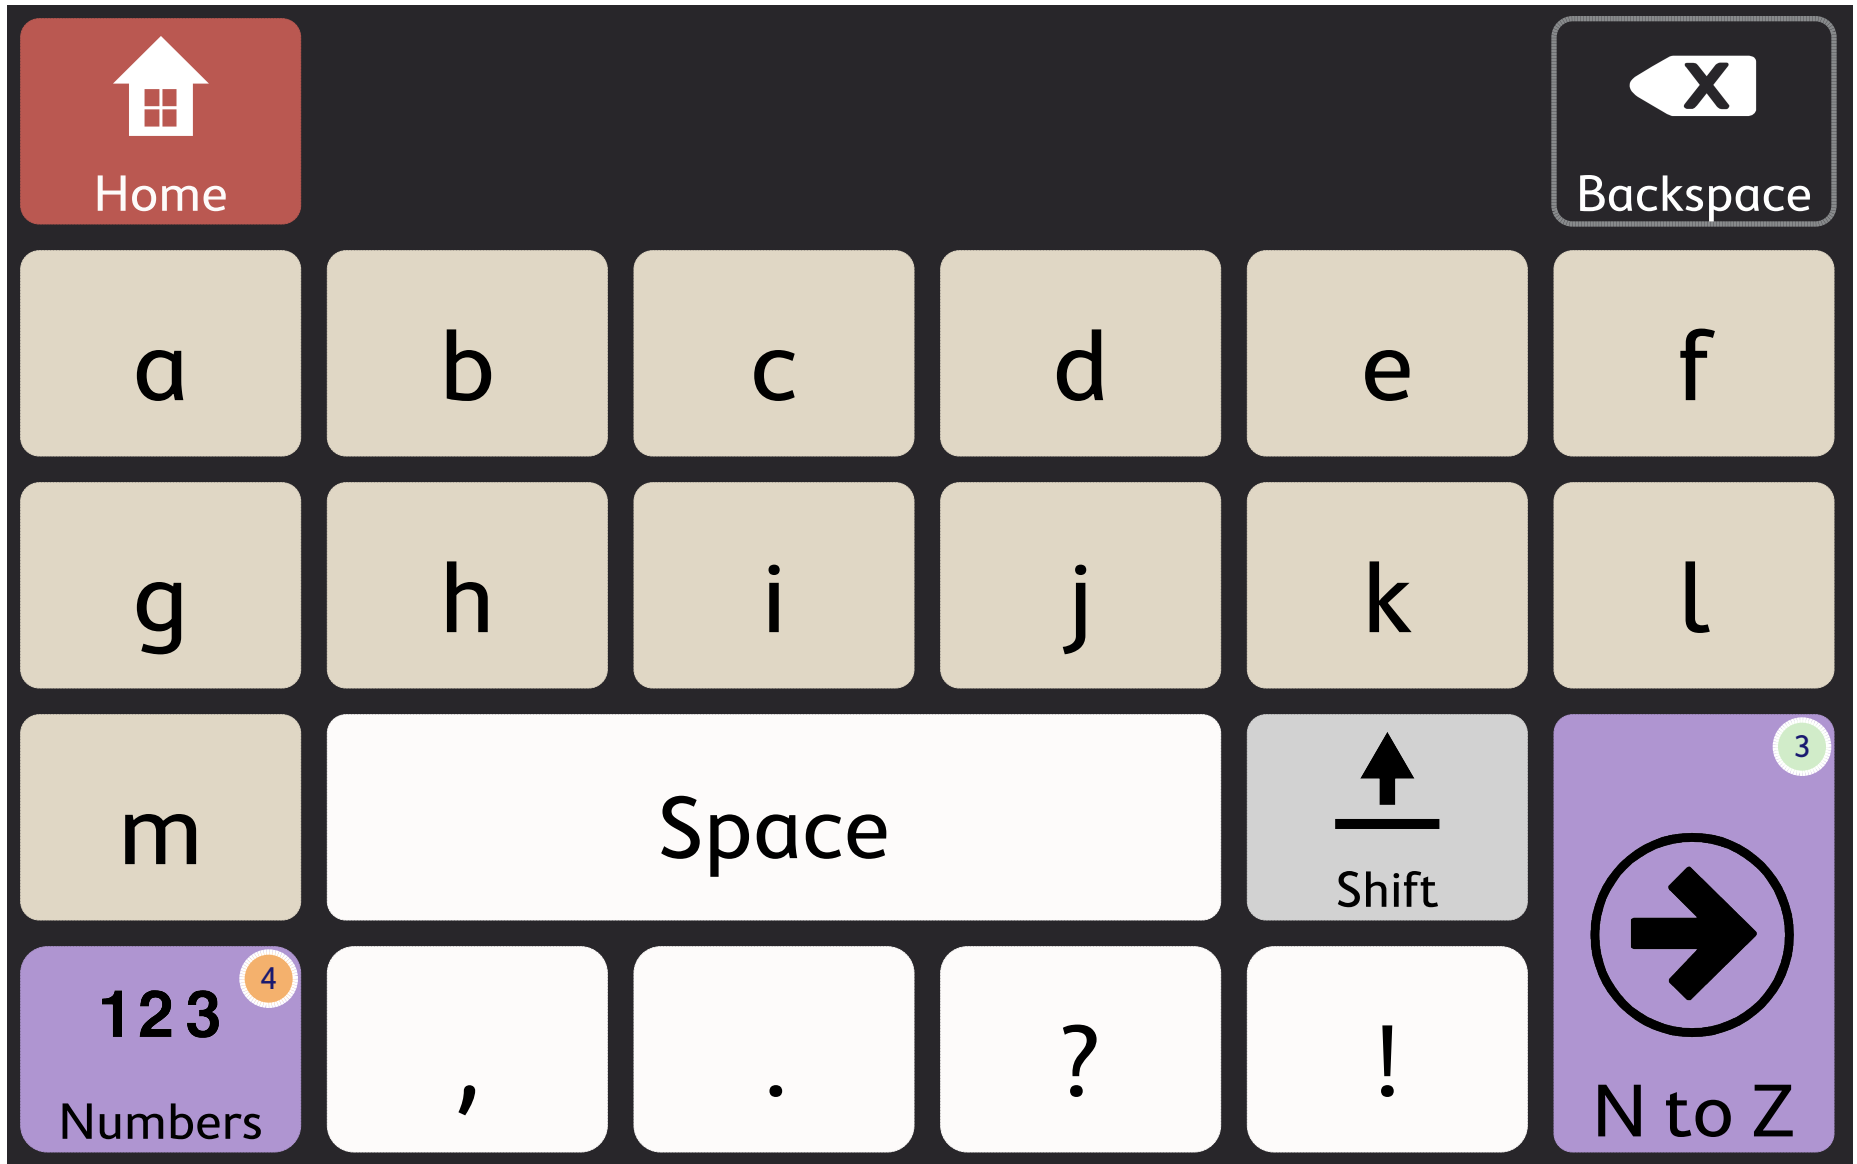 X
Home
Backspace
a b c d e f
g h i j k l
3
m Space Shift
4
123
Numbers , . ? ! N to Z